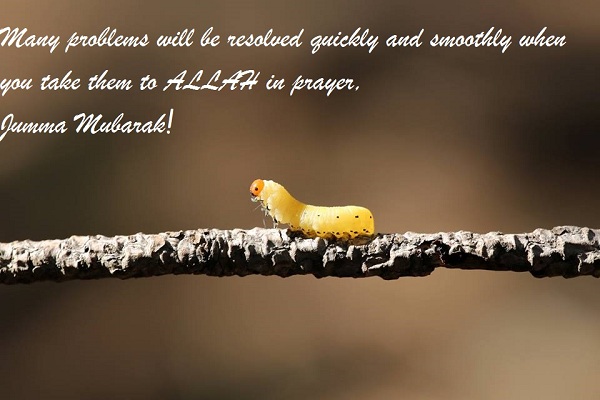 Many problems will be resolved quickly and smoothly when
you take them to ALLAH in prayer,
Jumma Mubarak!